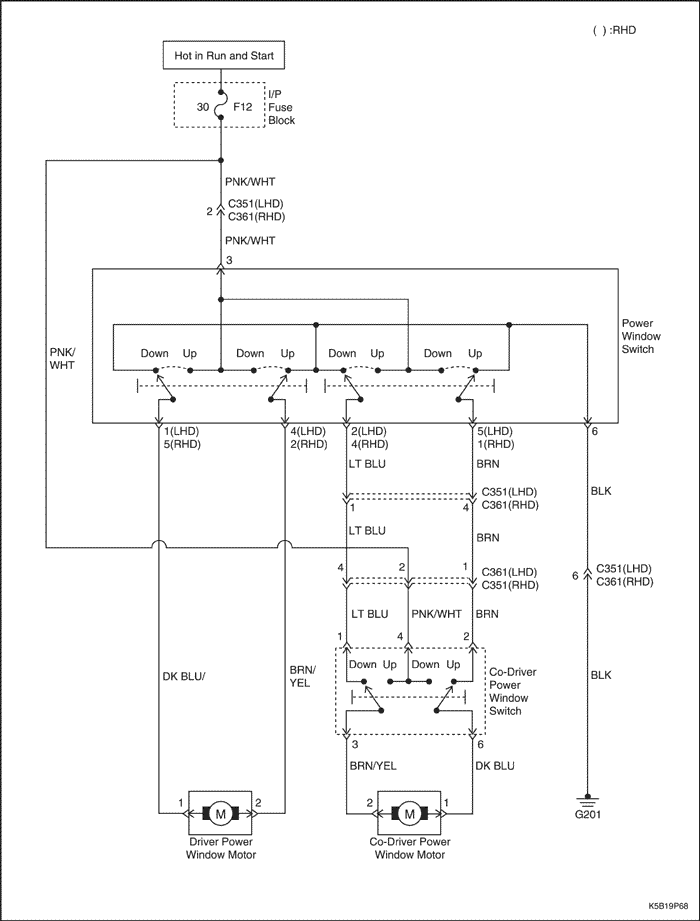 ( ) :RHD
Hot in Run and Start
30 F12
I/P
Fuse
Block
PNK/WHT
2
C351(LHD)
C361(RHD)
PNK/WHT
3
Power
Window
Switch
PNK/
WHT
Down Up Down Up Down Up Down Up
1(LHD)
5(RHD)
4(LHD)
2(RHD)
2(LHD)
4(RHD)
5(LHD)
1(RHD)
6
LT BLU
BRN
BLK
C351(LHD)
C361(RHD)
1
4
LT BLU
BRN
4
2
1
C361(LHD)
C351(RHD)
6
C351(LHD)
C361(RHD)
LT BLU
PNK/WHT
BRN
1
4
2
Down Up Down Up
Co-Driver
Power
Window
Switch
DK BLU/
BRN/
YEL
BLK
3
6
BRN/YEL
DK BLU
1
M
2
2
M
1
G201
Driver Power
Window Motor
Co-Driver Power
Window Motor
K5B19P68